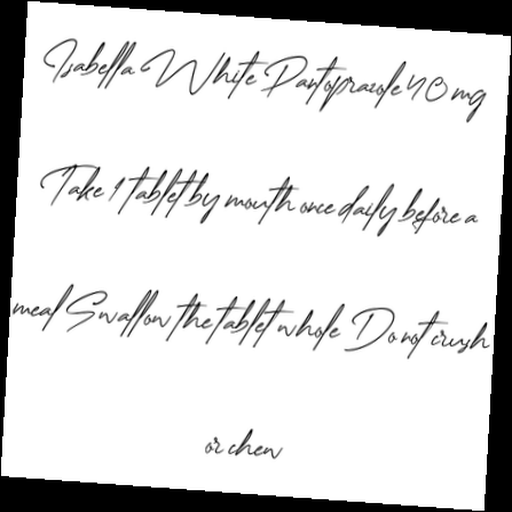 Isabella White Pantoprazole 40 mg
Take 1 tablet by mouth once daily before a
meal Swallow the tablet whole Do not crush
or chew